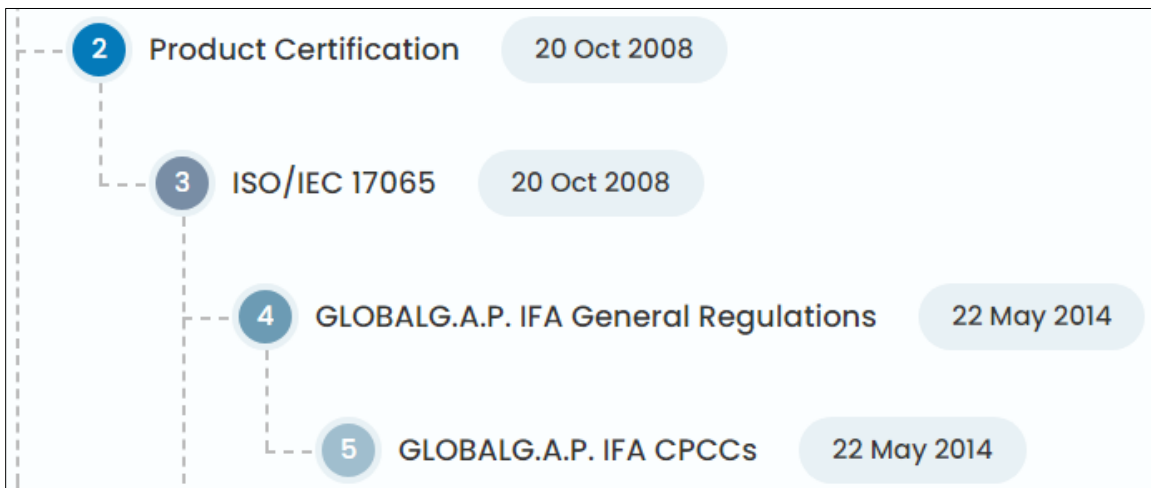 2 Product Certification 20 Oct 2008
3 ISO/IEC 17065 20 Oct 2008
4 GLOBALG.A.P. IFA General Regulations 22 May 2014
5 GLOBALG.A.P. IFA CPCCs 22 May 2014